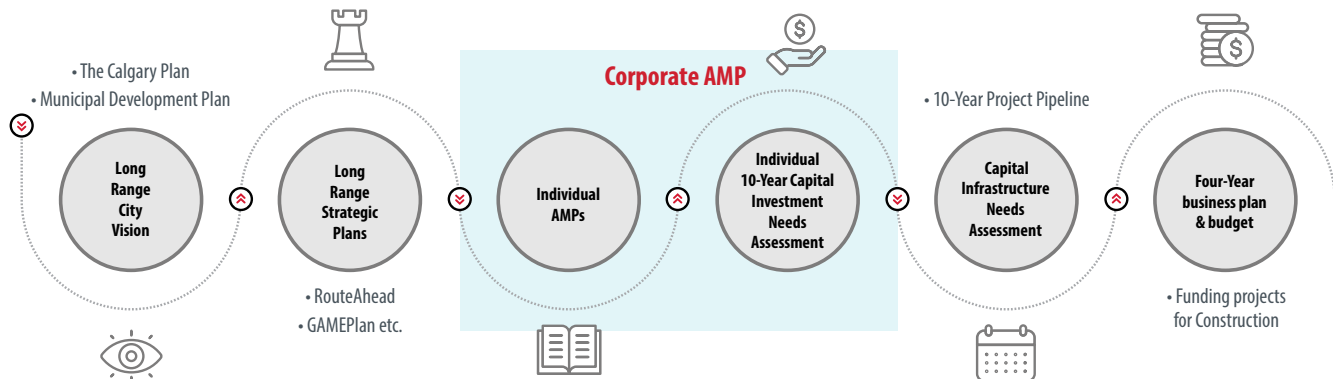 • The Calgary Plan
• Municipal Development Plan
Long
Range
City
Vision
Long
Range
Strategic
Plans
• RouteAhead
• GAMEPlan etc.
Corporate AMP
Individual
AMPs
$
Individual
10-Year Capital
Investment
Needs
Assessment
• 10-Year Project Pipeline
Capital
Infrastructure
Needs
Assessment
$
Four-Year
business plan
& budget
• Funding projects
for Construction